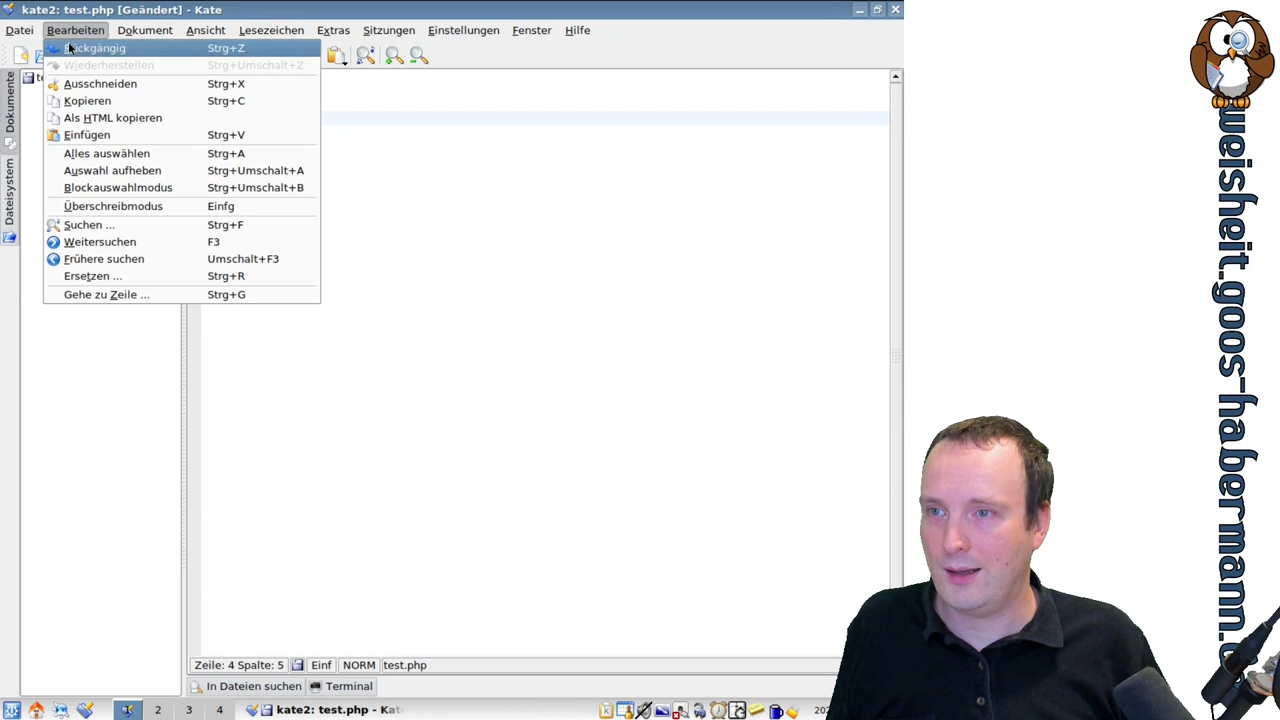 kate2: test.php [Geändert] - Kate
Datei Bearbeiten Dokument Ansicht Lesezeichen Extras Sitzungen Einstellungen Fenster Hilfe
Strg+Z
Wiederherstellen Strg+Umschalt+Z
Ausschneiden Strg+X
Kopieren Strg+C
Als HTML kopieren
Einfügen Strg+V
Alles auswählen Strg+A
Auswahl aufheben Strg+Umschalt+A
Blockauswahlmodus Strg+Umschalt+B
Überschreibmodus Einfg
Suchen ... Strg+F
Weitersuchen F3
Frühere suchen Umschalt+F3
Ersetzen ... Strg+R
Gehe zu Zeile ... Strg+G
Dokumente
Dateisystem
Zeile: 4 Spalte: 5 Einf NORM test.php
In Dateien suchen Terminal
2 3 4 kate2: test.php - Kate
weisheit.goos-habermann.